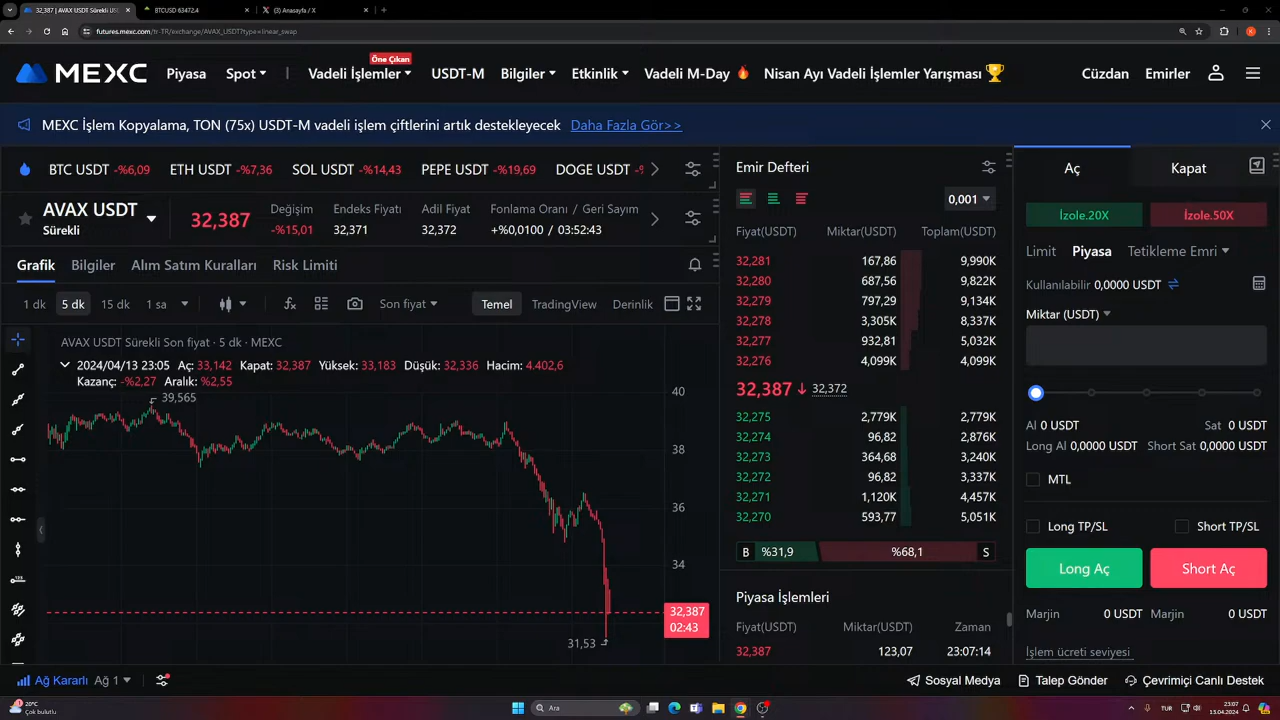 32,387 | AVAX USDT Sürekli USD
BTCUSD 63472.4
(3) Anasayfa / X
futures.mexc.com/tr-TR/exchange/AVAX_USDT?type=linear_swap
MEXC
Piyasa
Spot
Öne Çıkan
Vadeli İşlemler
USDT-M
Bilgiler
Etkinlik
Vadeli M-Day
Nisan Ayı Vadeli İşlemler Yarışması
Cüzdan
Emirler
MEXC İşlem Kopyalama, TON (75x) USDT-M vadeli işlem çiftlerini artık destekleyecek Daha Fazla Gör>>
BTC USDT -%6,09 ETH USDT -%7,36 SOL USDT -%14,43 PEPE USDT -%19,69 DOGE USDT
AVAX USDT
Sürekli
32,387
Değişim
-%15,01
Endeks Fiyatı
32,371
Adil Fiyat
32,372
Fonlama Oranı / Geri Sayım
+%0,0100 / 03:52:43
Grafik Bilgiler Alım Satım Kuralları Risk Limiti
1 dk 5 dk 15 dk 1 sa Son fiyat Temel TradingView Derinlik
AVAX USDT Sürekli Son fiyat · 5 dk · MEXC
2024/04/13 23:05 Aç: 33,142 Kapat: 32,387 Yüksek: 33,183 Düşük: 32,336 Hacim: 4.402,6
Kazanç: -%2,27 Aralık: %2,55
39,565
40
38
36
34
32,387
02:43
31,53
Emir Defteri
0,001
Fiyat(USDT) Miktar(USDT) Toplam(USDT)
32,281 167,86 9,990K
32,280 687,56 9,822K
32,279 797,29 9,134K
32,278 3,305K 8,337K
32,277 932,81 5,032K
32,276 4,099K 4,099K
32,387 32,372
32,275 2,779K 2,779K
32,274 96,82 2,876K
32,273 364,68 3,240K
32,272 96,82 3,337K
32,271 1,120K 4,457K
32,270 593,77 5,051K
B %31,9 %68,1 S
Piyasa İşlemleri
Fiyat(USDT) Miktar(USDT) Zaman
32,387 123,07 23:07:14
Aç Kapat
İzole.20X İzole.50X
Limit Piyasa Tetikleme Emri
Kullanılabilir 0,0000 USDT
Miktar (USDT)
Al 0 USDT Sat 0 USDT
Long Al 0,0000 USDT Short Sat 0,0000 USDT
MTL
Long TP/SL Short TP/SL
Long Aç Short Aç
Marjin 0 USDT Marjin 0 USDT
İşlem ücreti seviyesi
Ağ Kararlı Ağ 1
Sosyal Medya Talep Gönder Çevrimiçi Canlı Destek
20°C
Çok bulutlu
Ara
TUR
23:07
13.04.2024